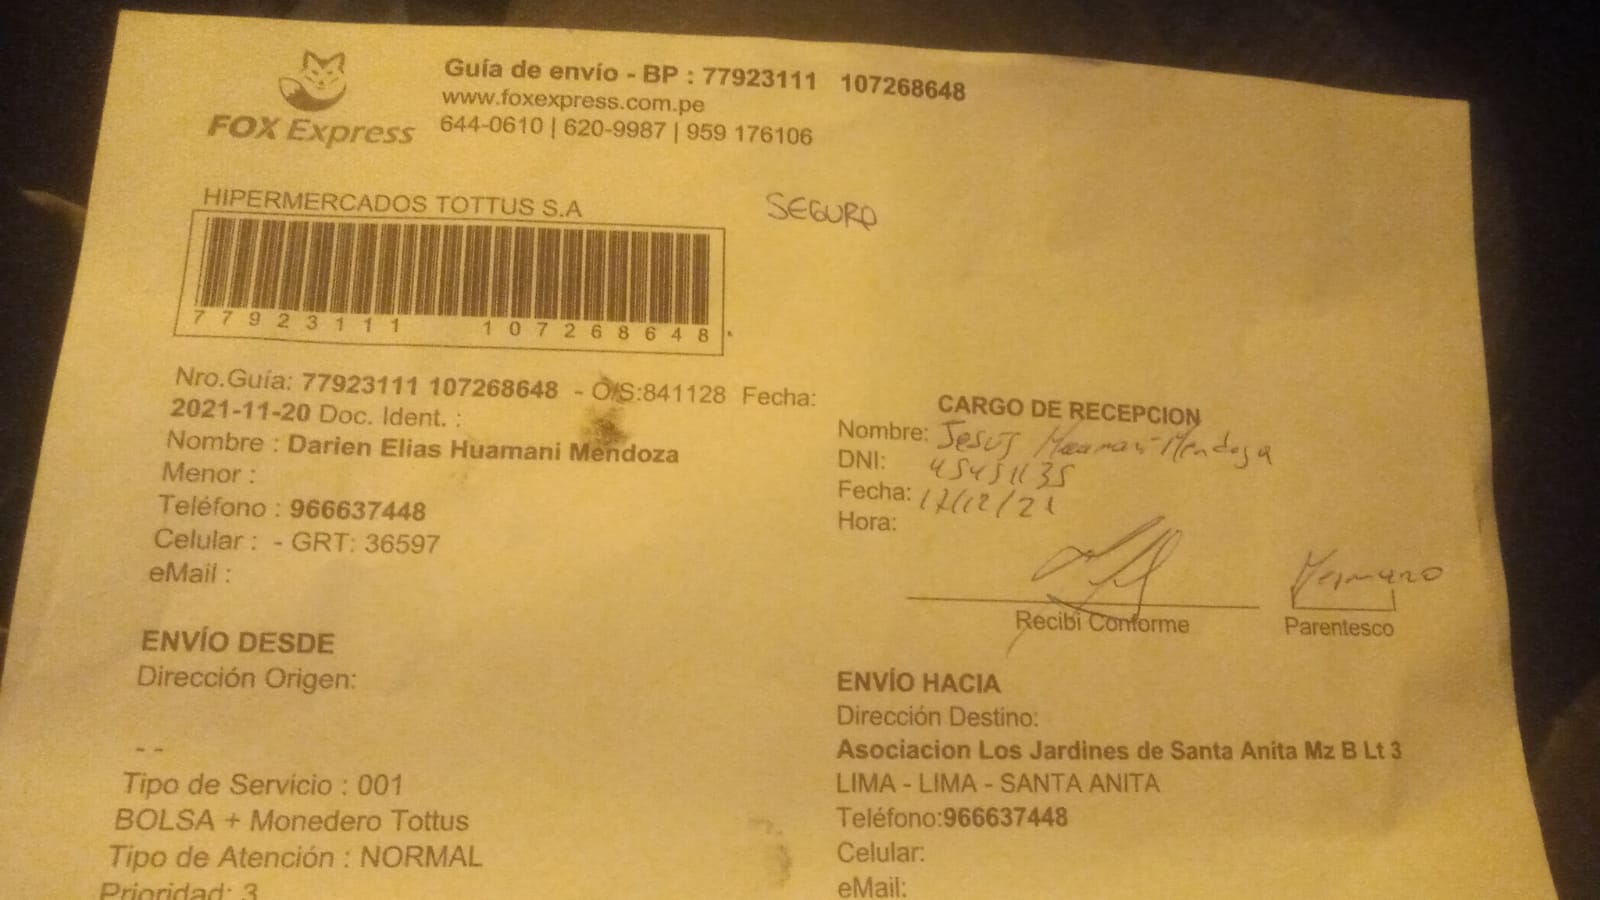 FOX Express
Guía de envío - BP : 77923111 107268648
www.foxexpress.com.pe
644-0610 | 620-9987 | 959 176106
HIPERMERCADOS TOTTUS S.A
SEGURO
77923111 107268648
Nro.Guía: 77923111 107268648 - O/S:841128 Fecha:
2021-11-20 Doc. Ident. :
Nombre : Darien Elias Huamani Mendoza
Menor :
Teléfono : 966637448
Celular : - GRT: 36597
eMail :
CARGO DE RECEPCION
Nombre: Jesús Huamaní Mendoza
DNI: 45451135
Fecha: 17/12/21
Hora:
Hermano
Recibí Conforme
Parentesco
ENVÍO DESDE
Dirección Origen:
- -
Tipo de Servicio : 001
BOLSA + Monedero Tottus
Tipo de Atención : NORMAL
Prioridad: 3
ENVÍO HACIA
Dirección Destino:
Asociacion Los Jardines de Santa Anita Mz B Lt 3
LIMA - LIMA - SANTA ANITA
Teléfono:966637448
Celular:
eMail: